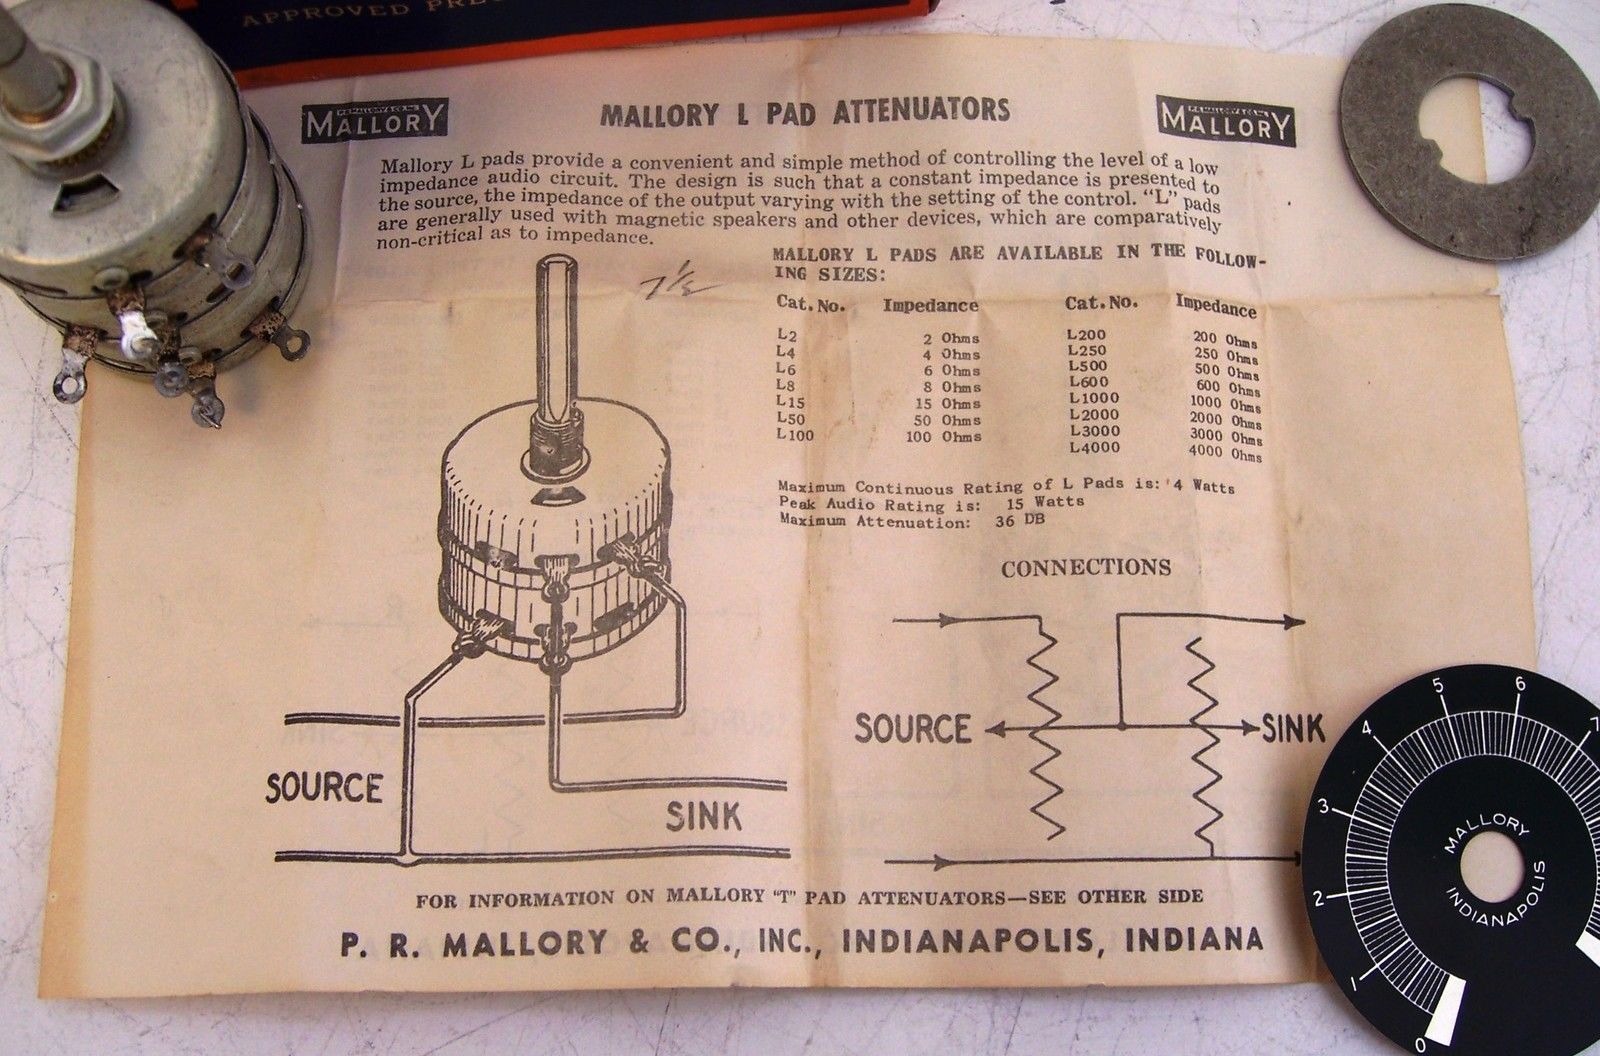 APPROVED
P. R. MALLORY & CO. INC.
MALLORY
MALLORY L PAD ATTENUATORS
P. R. MALLORY & CO. INC.
MALLORY
Mallory L pads provide a convenient and simple method of controlling the level of a low
impedance audio circuit. The design is such that a constant impedance is presented to
the source, the impedance of the output varying with the setting of the control. "L" pads
are generally used with magnetic speakers and other devices, which are comparatively
non-critical as to impedance.
MALLORY L PADS ARE AVAILABLE IN THE FOLLOW-
ING SIZES:
Cat. No. Impedance Cat. No. Impedance
L2 2 Ohms L200 200 Ohms
L4 4 Ohms L250 250 Ohms
L6 6 Ohms L500 500 Ohms
L8 8 Ohms L600 600 Ohms
L15 15 Ohms L1000 1000 Ohms
L50 50 Ohms L2000 2000 Ohms
L100 100 Ohms L3000 3000 Ohms
L4000 4000 Ohms
Maximum Continuous Rating of L Pads is: 4 Watts
Peak Audio Rating is: 15 Watts
Maximum Attenuation: 36 DB
CONNECTIONS
SOURCE SINK
SOURCE
SINK
FOR INFORMATION ON MALLORY "T" PAD ATTENUATORS—SEE OTHER SIDE
P. R. MALLORY & CO., INC., INDIANAPOLIS, INDIANA
0
1
2
3
4
5
6
7
MALLORY
INDIANAPOLIS